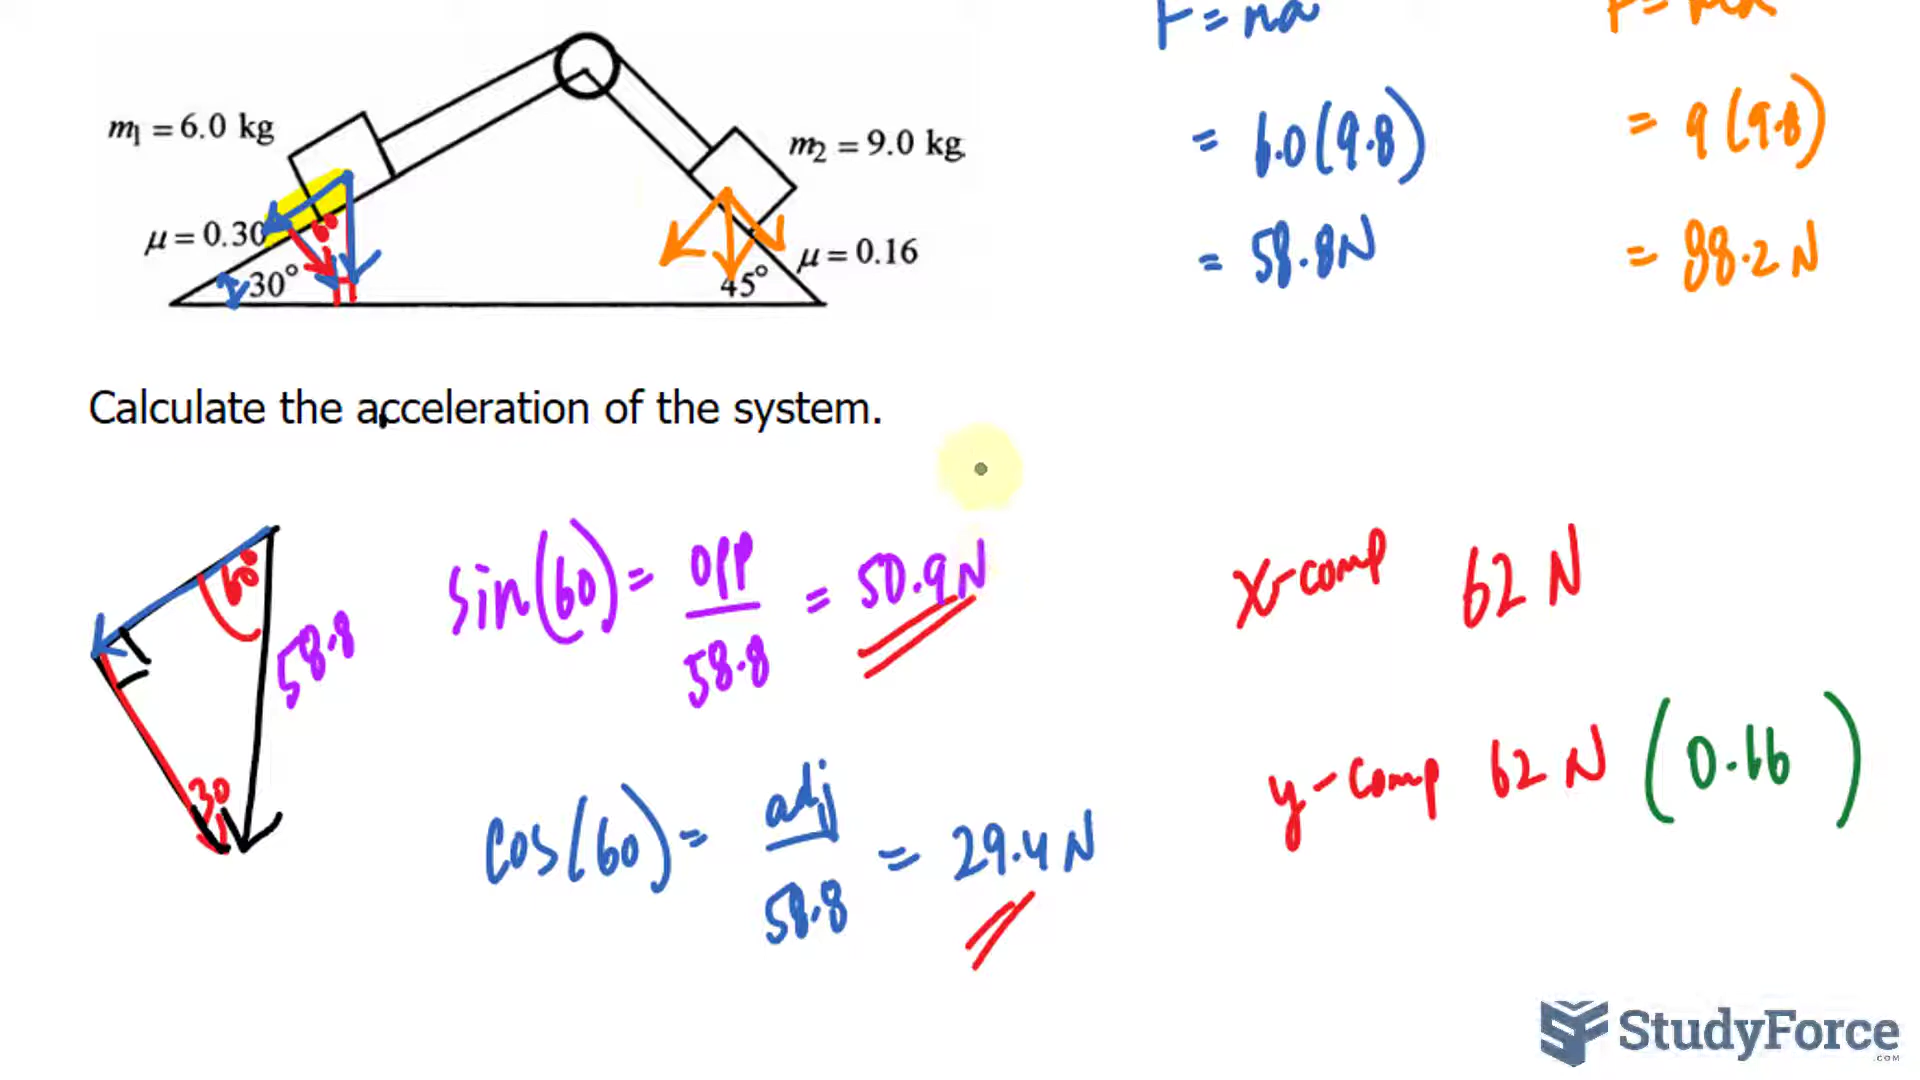 F = ma
m1 = 6.0 kg
m2 = 9.0 kg
= 6.0(9.8)
= 9(9.8)
μ = 0.30
60
μ = 0.16
= 58.8N
= 88.2 N
30°
45°
Calculate the acceleration of the system.
60°
58.8
30
sin(60) = opp/58.8 = 50.9N
x-comp 62 N
y-comp 62 N (0.16)
cos(60) = adj/58.8 = 29.4 N
StudyForce
.COM